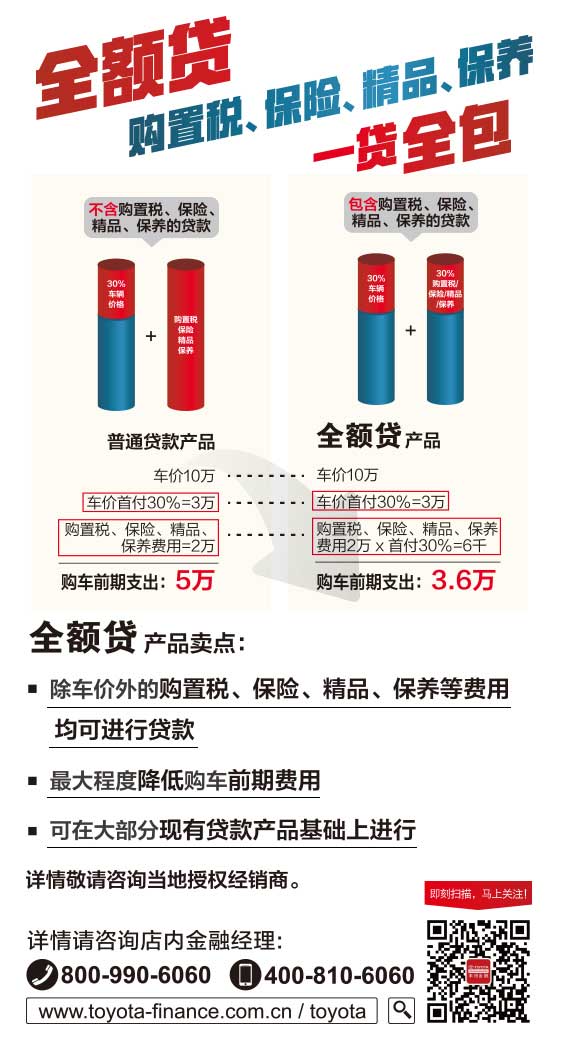 全额贷
购置税、保险、精品、保养
一贷全包
不含购置税、保险、
精品、保养的贷款
30%
车辆
价格
+
购置税
保险
精品
保养
普通贷款产品
车价10万
车价首付30%=3万
购置税、保险、精品、
保养费用=2万
购车前期支出：5万
包含购置税、保险、
精品、保养的贷款
30%
车辆
价格
+
30%
购置税/
保险/精品
/保养
全额贷产品
车价10万
车价首付30%=3万
购置税、保险、精品、保养
费用2万 x 首付30%=6千
购车前期支出：3.6万
全额贷 产品卖点：
■ 除车价外的购置税、保险、精品、保养等费用
均可进行贷款
■ 最大程度降低购车前期费用
■ 可在大部分现有贷款产品基础上进行
详情敬请咨询当地授权经销商。
即刻扫描，马上关注！
详情请咨询店内金融经理：
800-990-6060 400-810-6060
www.toyota-finance.com.cn / toyota